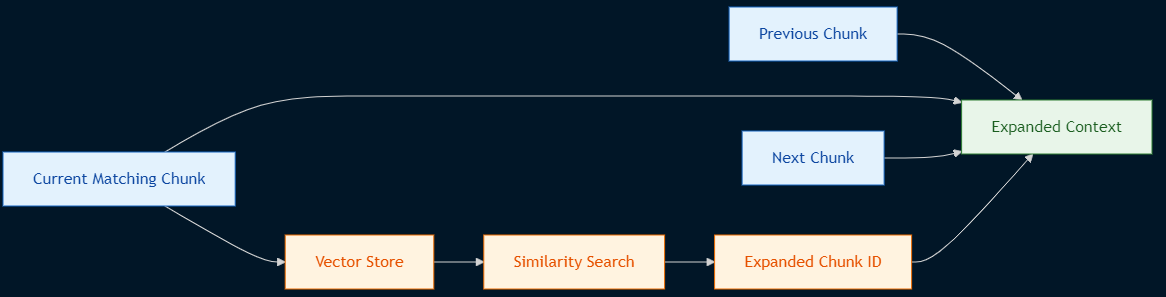 Previous Chunk
Expanded Context
Next Chunk
Current Matching Chunk
Vector Store
Similarity Search
Expanded Chunk ID